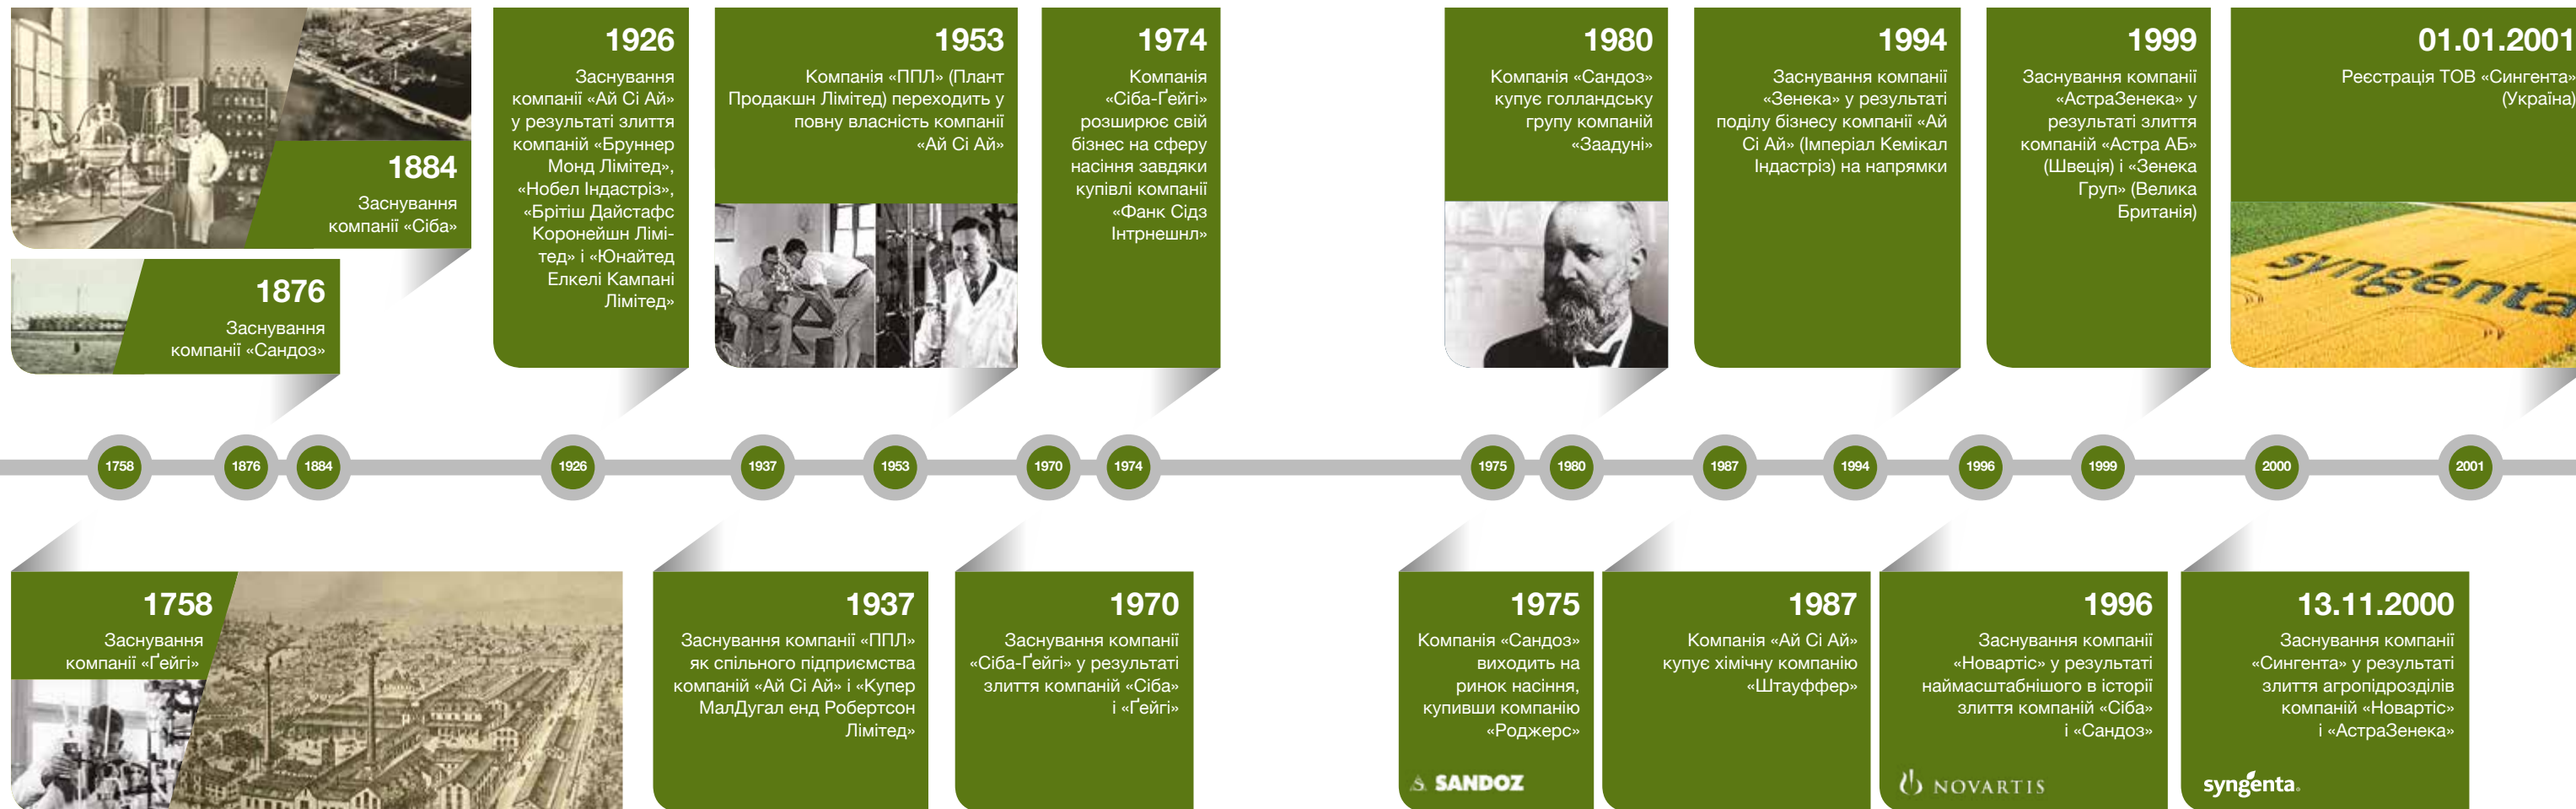 1884
Заснування
компанії «Сіба»
1876
Заснування
компанії «Сандоз»
1926
Заснування
компанії «Ай Сі Ай»
у результаті злиття
компаній «Бруннер
Монд Лімітед»,
«Нобел Індастріз»,
«Брітіш Дайстафс
Коронейшн Лімі-
тед» і «Юнайтед
Елкелі Кампані
Лімітед»
1953
Компанія «ППЛ» (Плант
Продакшн Лімітед) переходить у
повну власність компанії
«Ай Сі Ай»
1974
Компанія
«Сіба-Ґейгі»
розширює свій
бізнес на сферу
насіння завдяки
купівлі компанії
«Фанк Сідз
Інтрнешнл»
1980
Компанія «Сандоз»
купує голландську
групу компаній
«Заадуні»
1994
Заснування компанії
«Зенека» у результаті
поділу бізнесу компанії «Ай
Сі Ай» (Імперіал Кемікал
Індастріз) на напрямки
1999
Заснування компанії
«АстраЗенека» у
результаті злиття
компаній «Астра АБ»
(Швеція) і «Зенека
Груп» (Велика
Британія)
01.01.2001
Реєстрація ТОВ «Сингента»
(Україна)
syngenta
1758
1876
1884
1926
1937
1953
1970
1974
1975
1980
1987
1994
1996
1999
2000
2001
1758
Заснування
компанії «Ґейгі»
1937
Заснування компанії «ППЛ»
як спільного підприємства
компаній «Ай Сі Ай» і «Купер
МалДугал енд Робертсон
Лімітед»
1970
Заснування компанії
«Сіба-Ґейгі» у результаті
злиття компаній «Сіба»
і «Ґейгі»
1975
Компанія «Сандоз»
виходить на
ринок насіння,
купивши компанію
«Роджерс»
SANDOZ
1987
Компанія «Ай Сі Ай»
купує хімічну компанію
«Штауффер»
1996
Заснування компанії
«Новартіс» у результаті
наймасштабнішого в історії
злиття компаній «Сіба»
і «Сандоз»
NOVARTIS
13.11.2000
Заснування компанії
«Сингента» у результаті
злиття агропідрозділів
компаній «Новартіс»
і «АстраЗенека»
syngenta.